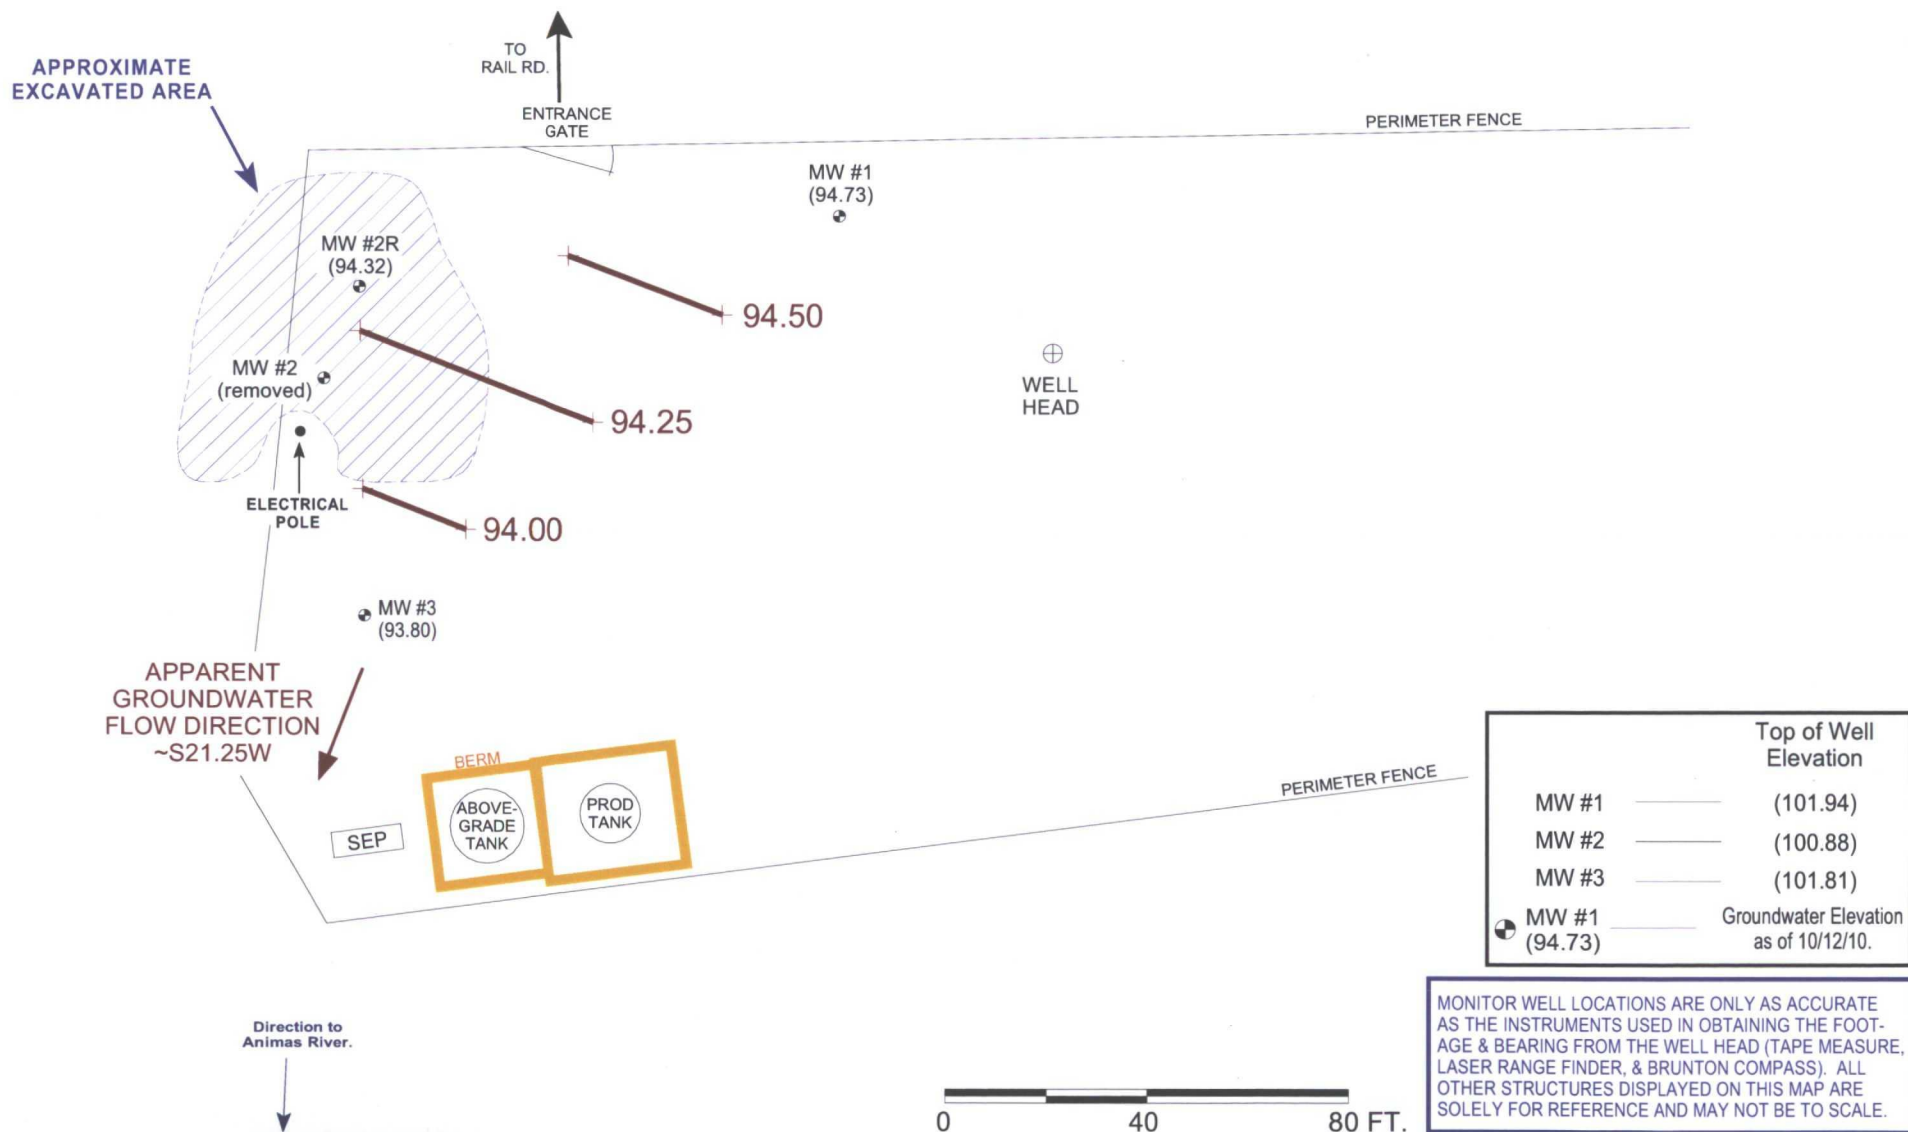 TO
RAIL RD.
APPROXIMATE
EXCAVATED AREA
ENTRANCE
GATE
PERIMETER FENCE
MW #1
(94.73)
MW #2R
(94.32)
94.50
MW #2
(removed)
WELL
HEAD
94.25
ELECTRICAL
POLE
94.00
MW #3
(93.80)
APPARENT
GROUNDWATER
FLOW DIRECTION
~S21.25W
BERM
ABOVE-
GRADE
TANK
PROD
TANK
SEP
PERIMETER FENCE
Top of Well
Elevation
MW #1 (101.94)
MW #2 (100.88)
MW #3 (101.81)
MW #1
(94.73)
Groundwater Elevation
as of 10/12/10.
Direction to
Animas River.
0 40 80 FT.
MONITOR WELL LOCATIONS ARE ONLY AS ACCURATE
AS THE INSTRUMENTS USED IN OBTAINING THE FOOT-
AGE & BEARING FROM THE WELL HEAD (TAPE MEASURE,
LASER RANGE FINDER, & BRUNTON COMPASS). ALL
OTHER STRUCTURES DISPLAYED ON THIS MAP ARE
SOLELY FOR REFERENCE AND MAY NOT BE TO SCALE.